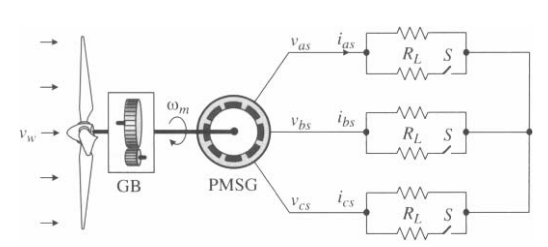 v_as i_as
R_L S
ω_m
v_w v_bs i_bs
R_L S
GB PMSG
v_cs i_cs
R_L S